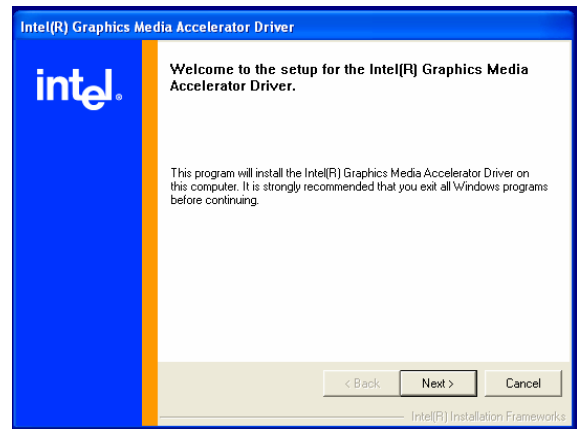 Intel(R) Graphics Media Accelerator Driver
intel®
Welcome to the setup for the Intel(R) Graphics Media
Accelerator Driver.
This program will install the Intel(R) Graphics Media Accelerator Driver on
this computer. It is strongly recommended that you exit all Windows programs
before continuing.
< Back
Next >
Cancel
Intel(R) Installation Frameworks